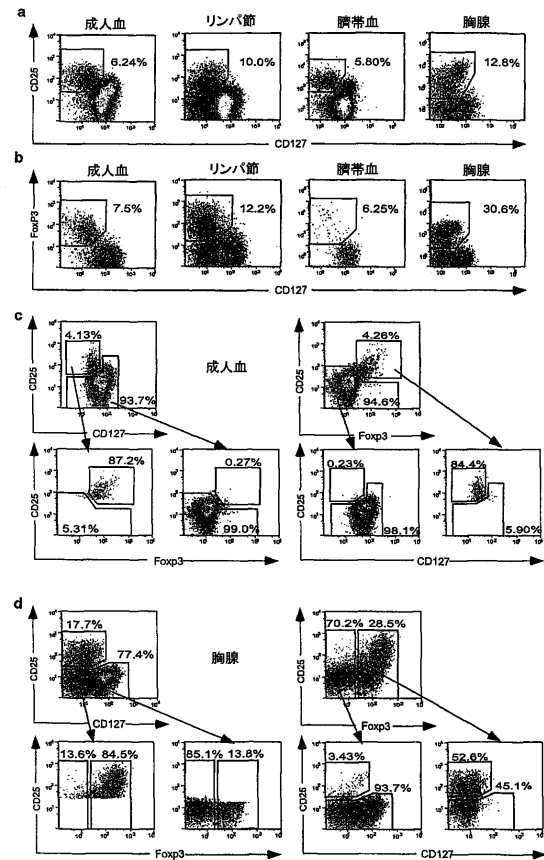 a
成人血 リンパ節 臍帯血 胸腺
CD25
6.24% 10.0% 5.80% 12.8%
CD127
b
成人血 リンパ節 臍帯血 胸腺
FoxP3
7.5% 12.2% 6.25% 30.6%
CD127
c
CD25 4.13% 93.7% CD127
成人血
CD25 4.26% 94.6% Foxp3
CD25 87.2% 5.31% 0.27% 99.0% Foxp3
CD25 0.23% 98.1% 84.4% 5.90% CD127
d
CD25 17.7% 77.4% CD127
胸腺
CD25 70.2% 28.5% Foxp3
CD25 13.6% 84.5% 85.1% 13.8% Foxp3
CD25 3.43% 93.7% 52.6% 45.1% CD127